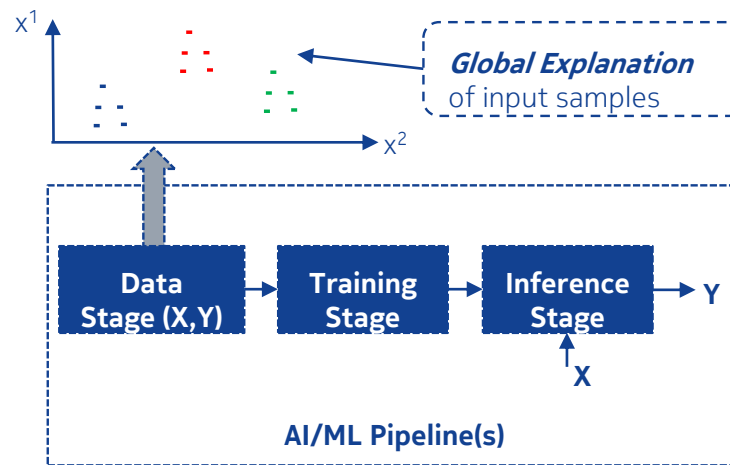 x¹
Global Explanation
of input samples
x²
Data
Stage (X,Y)
Training
Stage
Inference
Stage
Y
X
AI/ML Pipeline(s)